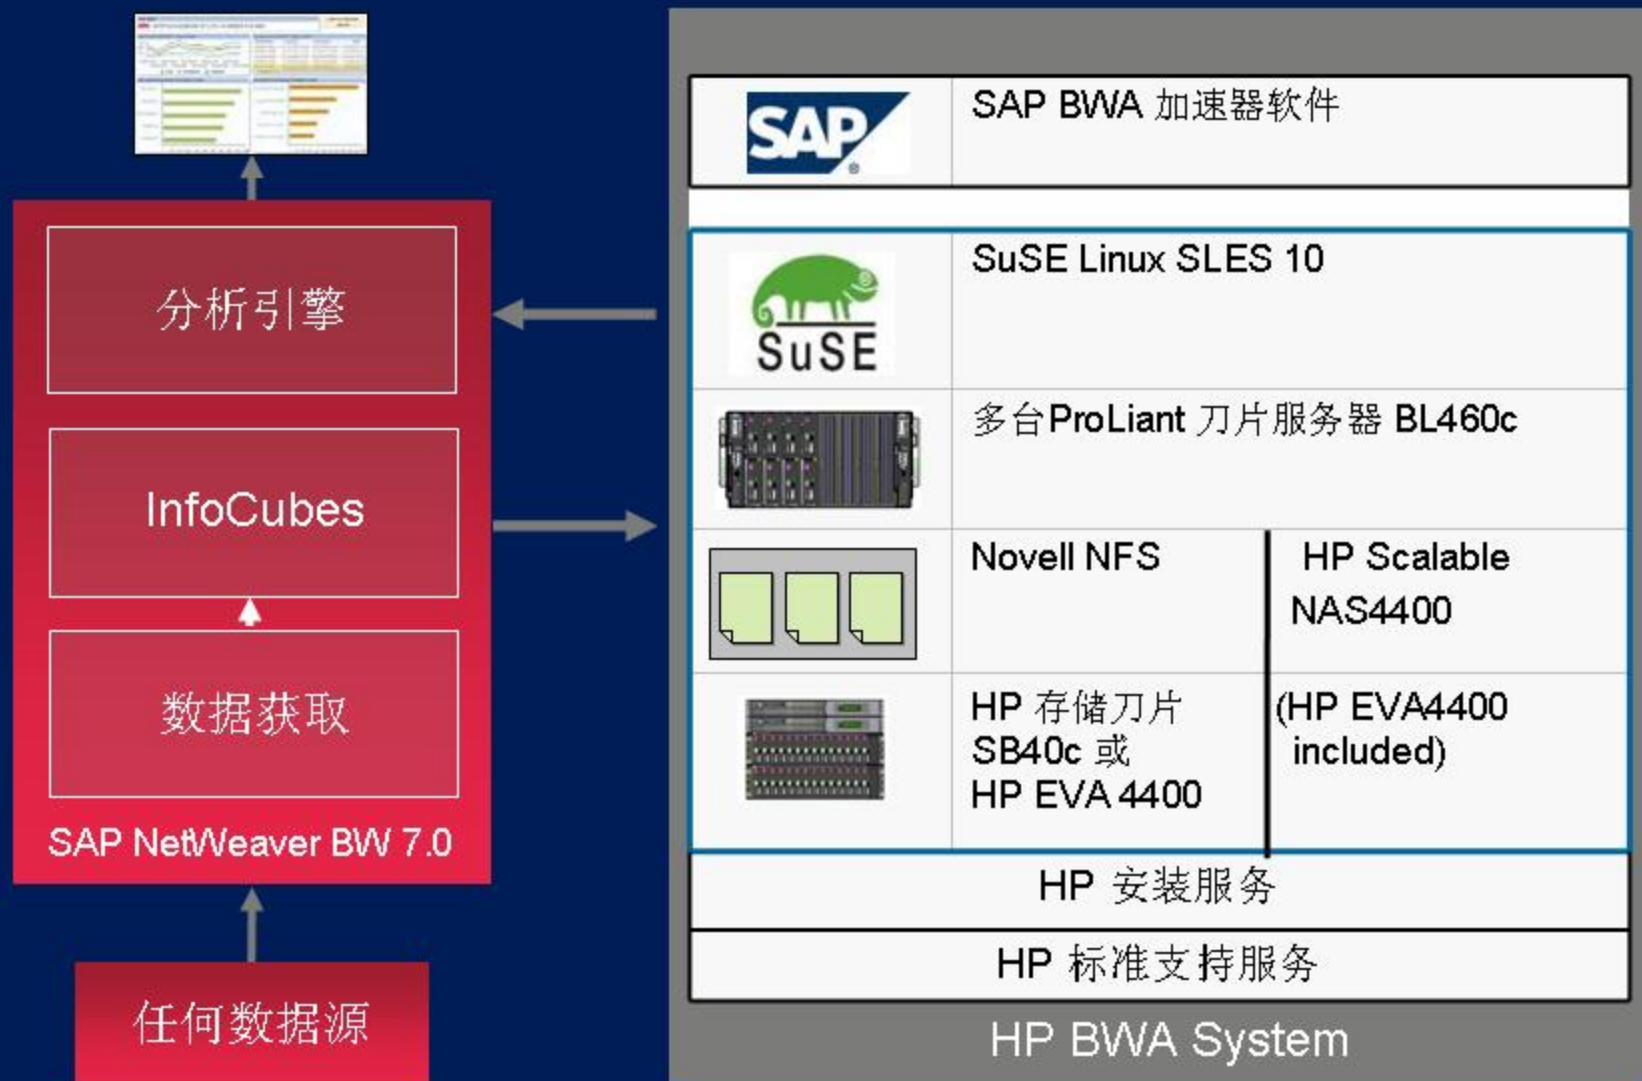 分析引擎
InfoCubes
数据获取
SAP NetWeaver BW 7.0
任何数据源
SAP
®
SAP BWA 加速器软件
SuSE
SuSE Linux SLES 10
多台ProLiant 刀片服务器 BL460c
Novell NFS
HP Scalable
NAS4400
HP 存储刀片
SB40c 或
HP EVA 4400
(HP EVA4400
included)
HP 安装服务
HP 标准支持服务
HP BWA System